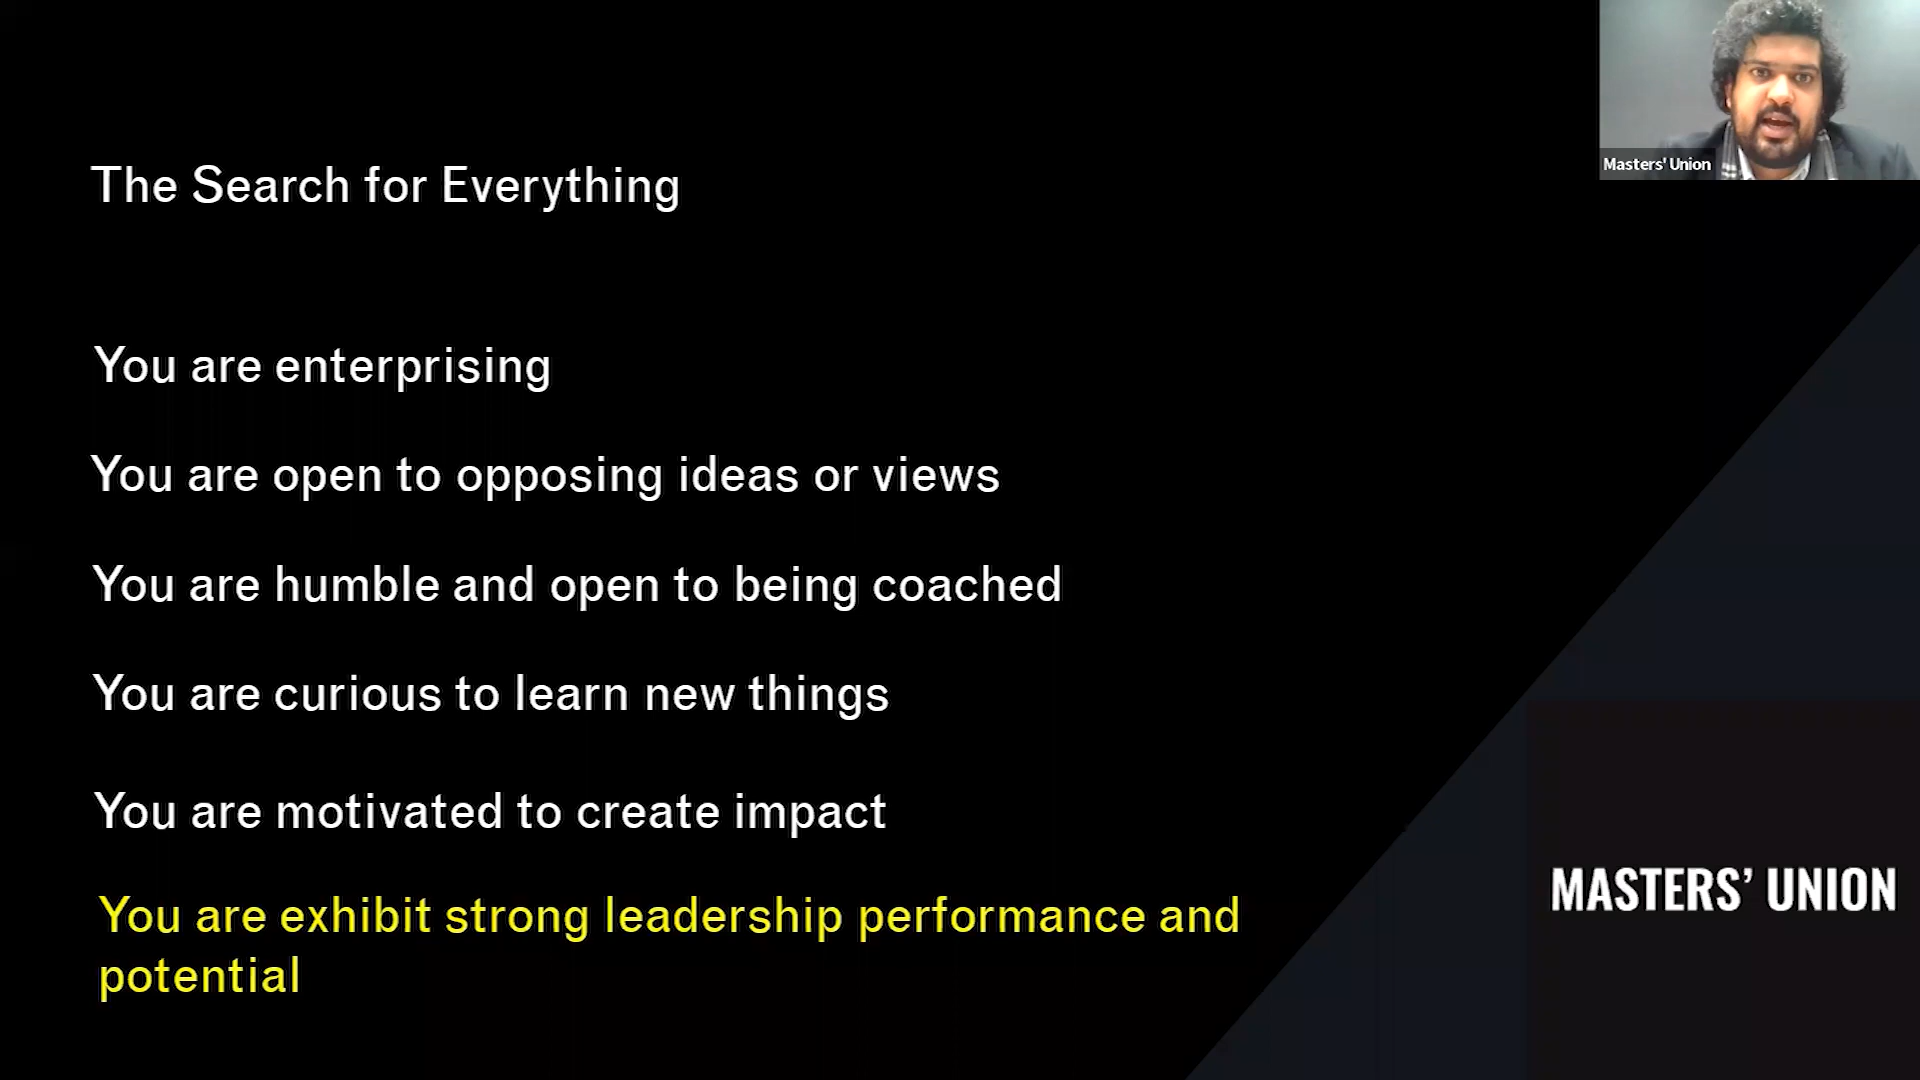 Masters' Union
The Search for Everything
You are enterprising
You are open to opposing ideas or views
You are humble and open to being coached
You are curious to learn new things
You are motivated to create impact
You are exhibit strong leadership performance and
potential
MASTERS’ UNION